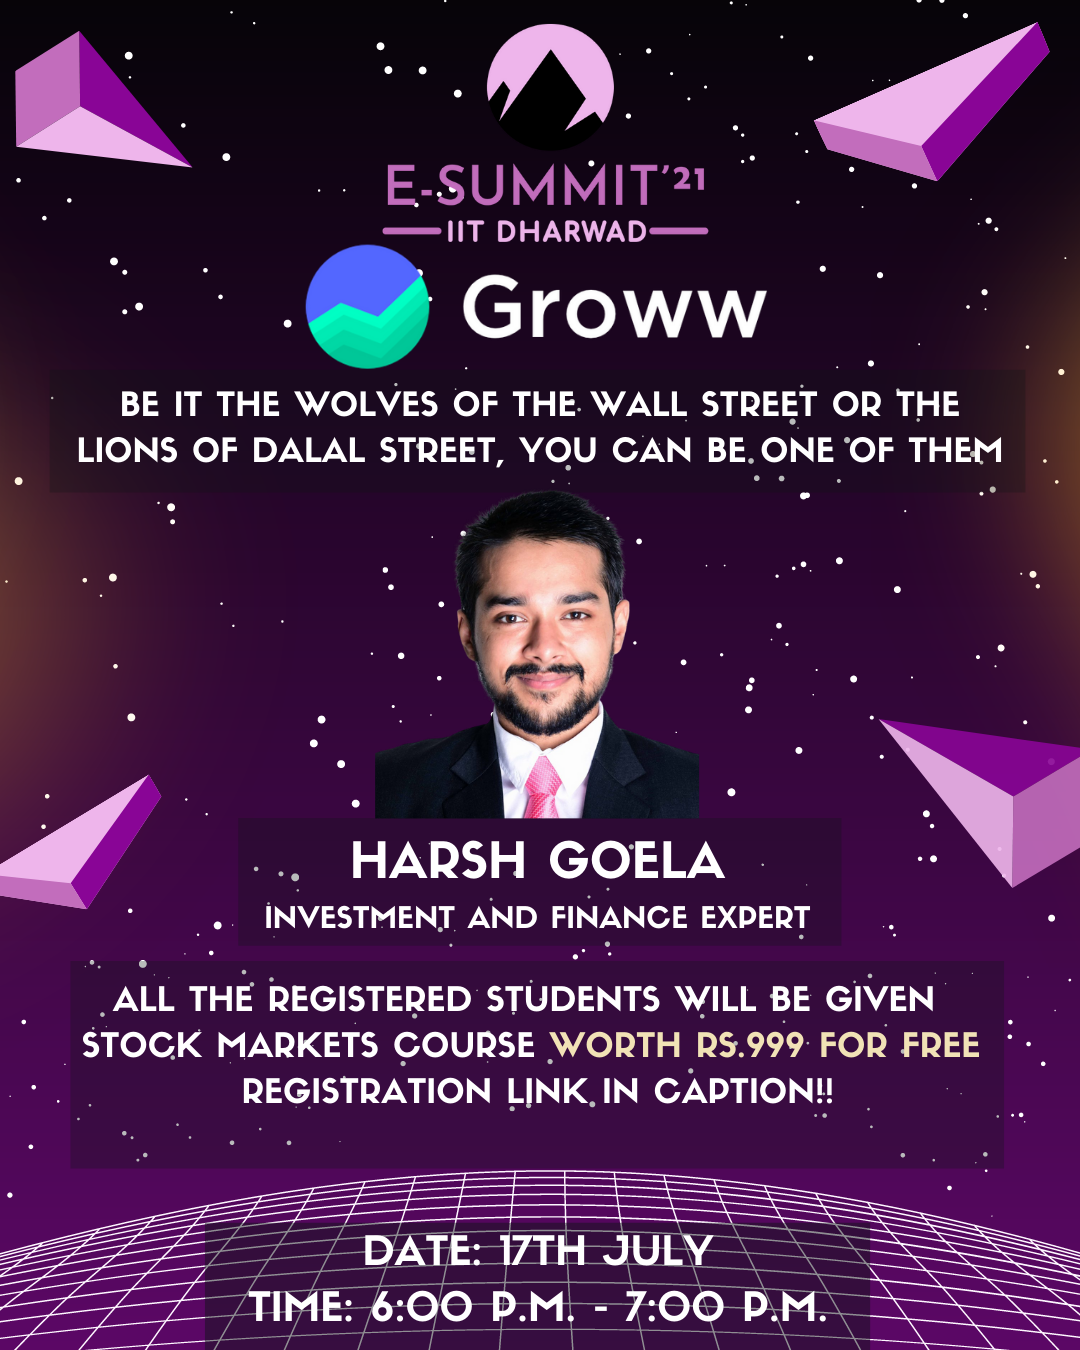 E-SUMMIT'21
IIT DHARWAD
Groww
BE IT THE WOLVES OF THE WALL STREET OR THE
LIONS OF DALAL STREET, YOU CAN BE ONE OF THEM
HARSH GOELA
INVESTMENT AND FINANCE EXPERT
ALL THE REGISTERED STUDENTS WILL BE GIVEN
STOCK MARKETS COURSE WORTH RS.999 FOR FREE
REGISTRATION LINK IN CAPTION!!
DATE: 17TH JULY
TIME: 6:00 P.M. - 7:00 P.M.